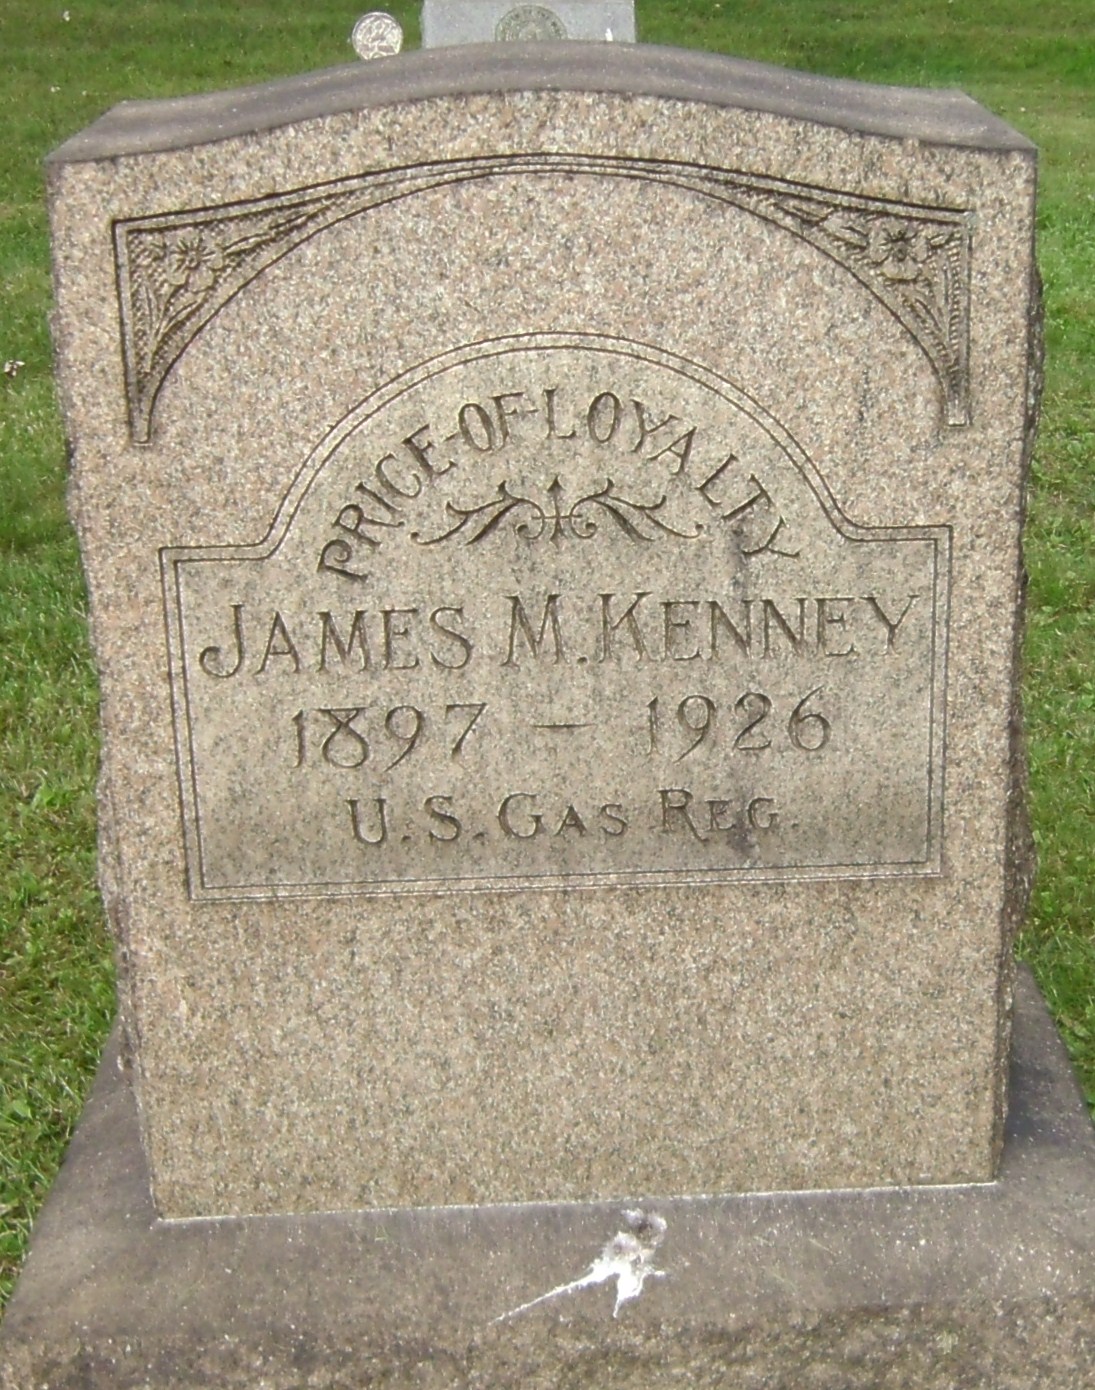 PRICE-OF-LOYALTY
JAMES M. KENNEY
1897 – 1926
U.S. GAS REG.